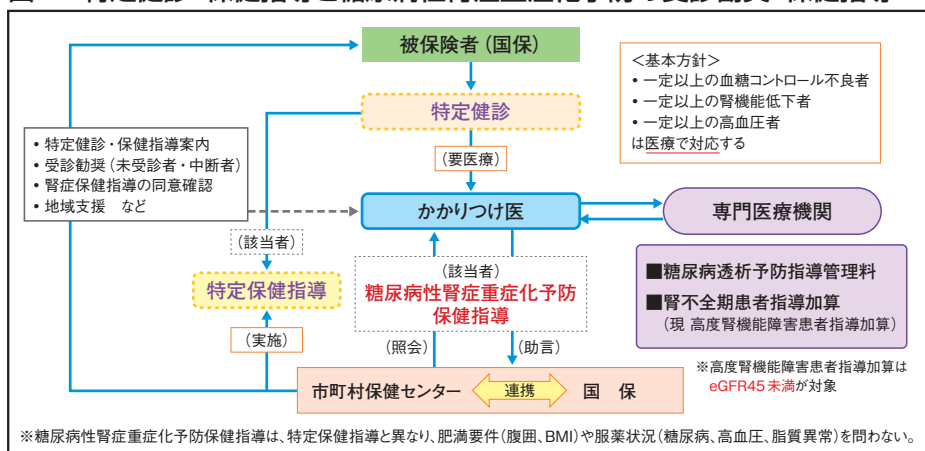 被保険者（国保）
＜基本方針＞
• 一定以上の血糖コントロール不良者
• 一定以上の腎機能低下者
• 一定以上の高血圧者
は医療で対応する
特定健診
• 特定健診・保健指導案内
• 受診勧奨（未受診者・中断者）
• 腎症保健指導の同意確認
• 地域支援　など
（要医療）
かかりつけ医
専門医療機関
（該当者）
特定保健指導
（該当者）
糖尿病性腎症重症化予防
保健指導
■糖尿病透析予防指導管理料
■腎不全期患者指導加算
（現 高度腎機能障害患者指導加算）
（実施）
（照会）
（助言）
※高度腎機能障害患者指導加算は
eGFR45未満が対象
市町村保健センター
連携
国　保
※糖尿病性腎症重症化予防保健指導は、特定保健指導と異なり、肥満要件（腹囲、BMI）や服薬状況（糖尿病、高血圧、脂質異常）を問わない。